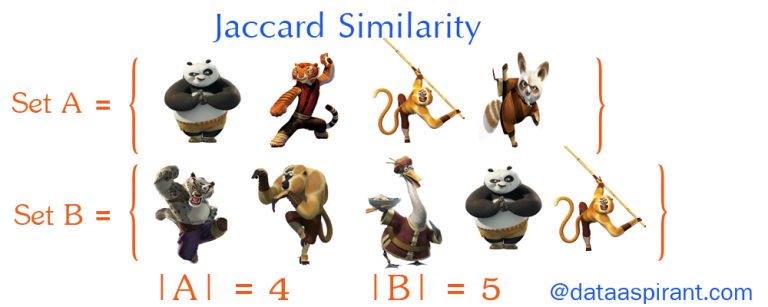 Jaccard Similarity
Set A = { }
Set B = { }
|A| = 4 |B| = 5
@dataaspirant.com